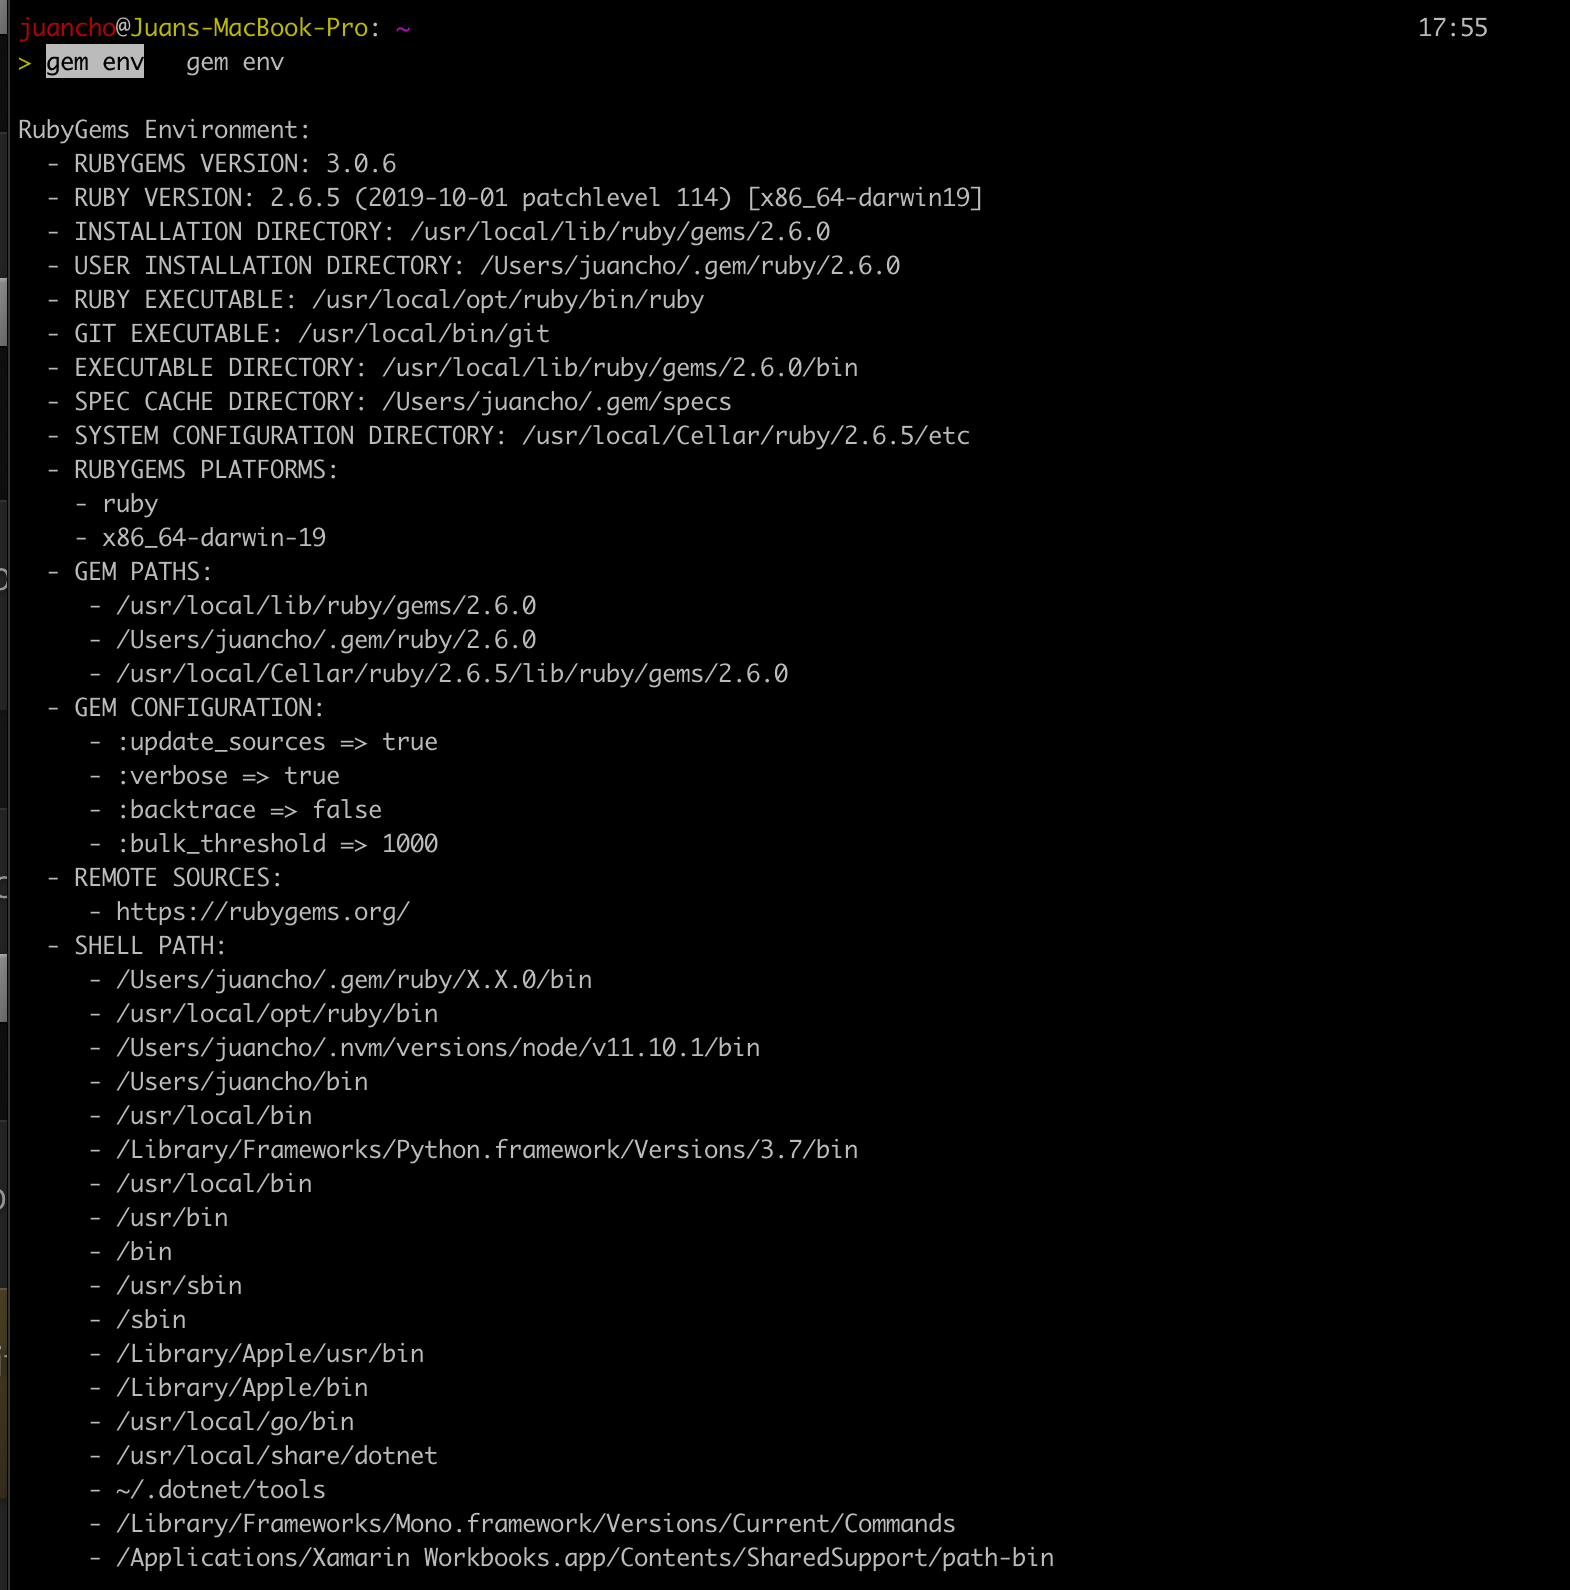 juancho@Juans-MacBook-Pro: ~ 17:55
> gem env gem env
RubyGems Environment:
- RUBYGEMS VERSION: 3.0.6
- RUBY VERSION: 2.6.5 (2019-10-01 patchlevel 114) [x86_64-darwin19]
- INSTALLATION DIRECTORY: /usr/local/lib/ruby/gems/2.6.0
- USER INSTALLATION DIRECTORY: /Users/juancho/.gem/ruby/2.6.0
- RUBY EXECUTABLE: /usr/local/opt/ruby/bin/ruby
- GIT EXECUTABLE: /usr/local/bin/git
- EXECUTABLE DIRECTORY: /usr/local/lib/ruby/gems/2.6.0/bin
- SPEC CACHE DIRECTORY: /Users/juancho/.gem/specs
- SYSTEM CONFIGURATION DIRECTORY: /usr/local/Cellar/ruby/2.6.5/etc
- RUBYGEMS PLATFORMS:
- ruby
- x86_64-darwin-19
- GEM PATHS:
- /usr/local/lib/ruby/gems/2.6.0
- /Users/juancho/.gem/ruby/2.6.0
- /usr/local/Cellar/ruby/2.6.5/lib/ruby/gems/2.6.0
- GEM CONFIGURATION:
- :update_sources => true
- :verbose => true
- :backtrace => false
- :bulk_threshold => 1000
- REMOTE SOURCES:
- https://rubygems.org/
- SHELL PATH:
- /Users/juancho/.gem/ruby/X.X.0/bin
- /usr/local/opt/ruby/bin
- /Users/juancho/.nvm/versions/node/v11.10.1/bin
- /Users/juancho/bin
- /usr/local/bin
- /Library/Frameworks/Python.framework/Versions/3.7/bin
- /usr/local/bin
- /usr/bin
- /bin
- /usr/sbin
- /sbin
- /Library/Apple/usr/bin
- /Library/Apple/bin
- /usr/local/go/bin
- /usr/local/share/dotnet
- ~/.dotnet/tools
- /Library/Frameworks/Mono.framework/Versions/Current/Commands
- /Applications/Xamarin Workbooks.app/Contents/SharedSupport/path-bin